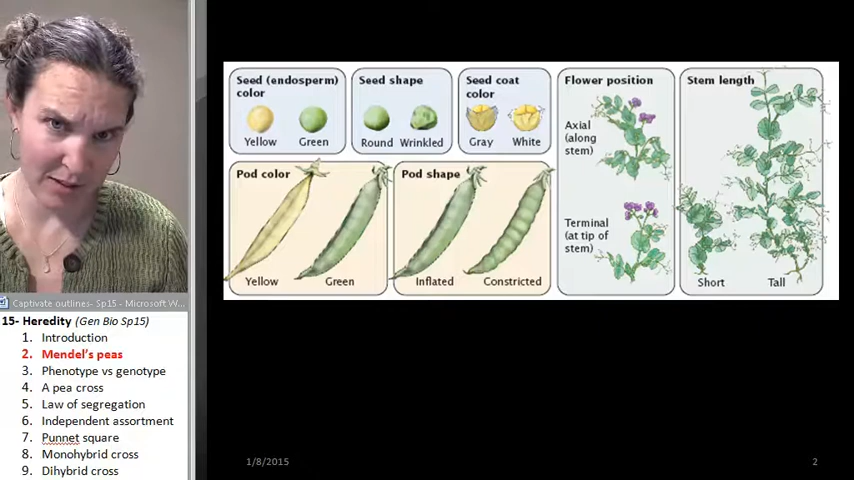 Seed (endosperm)
color
Yellow Green
Seed shape
Round Wrinkled
Seed coat
color
Gray White
Flower position
Axial
(along
stem)
Terminal
(at tip of
stem)
Stem length
Short Tall
Pod color
Yellow Green
Pod shape
Inflated Constricted
Captivate outlines- Sp15 - Microsoft W...
15- Heredity (Gen Bio Sp15)
1. Introduction
2. Mendel's peas
3. Phenotype vs genotype
4. A pea cross
5. Law of segregation
6. Independent assortment
7. Punnet square
8. Monohybrid cross
9. Dihybrid cross
1/8/2015
2